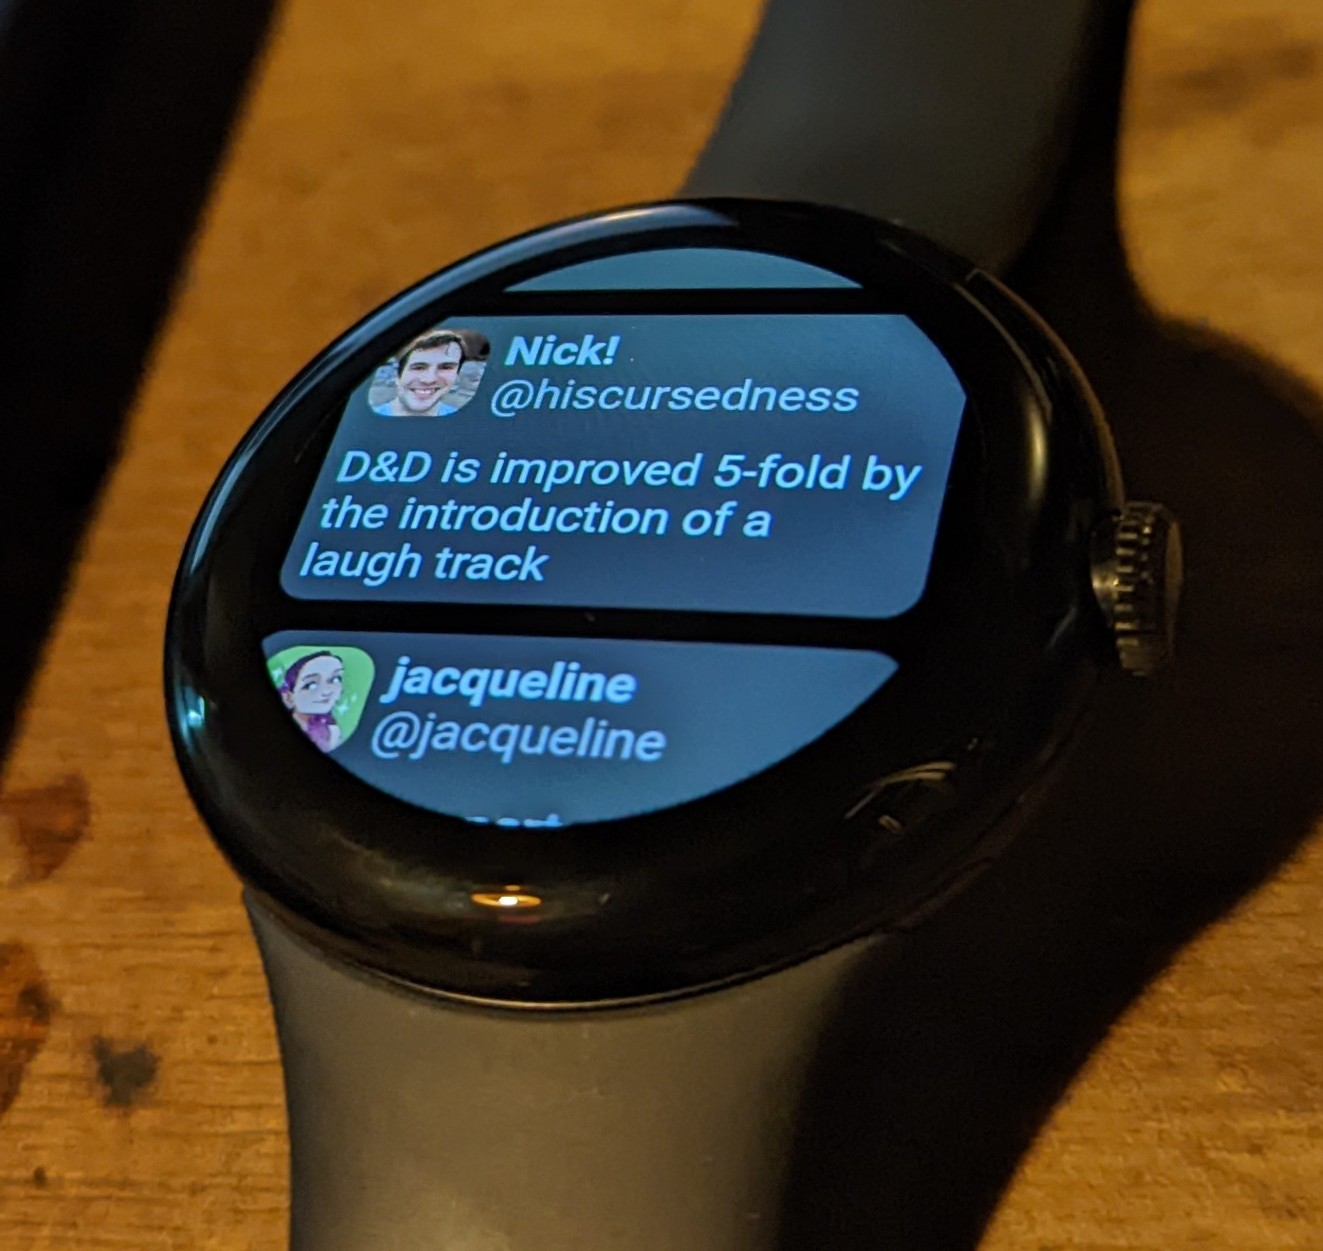 Nick!
@hiscursedness
D&D is improved 5-fold by
the introduction of a
laugh track
jacqueline
@jacqueline